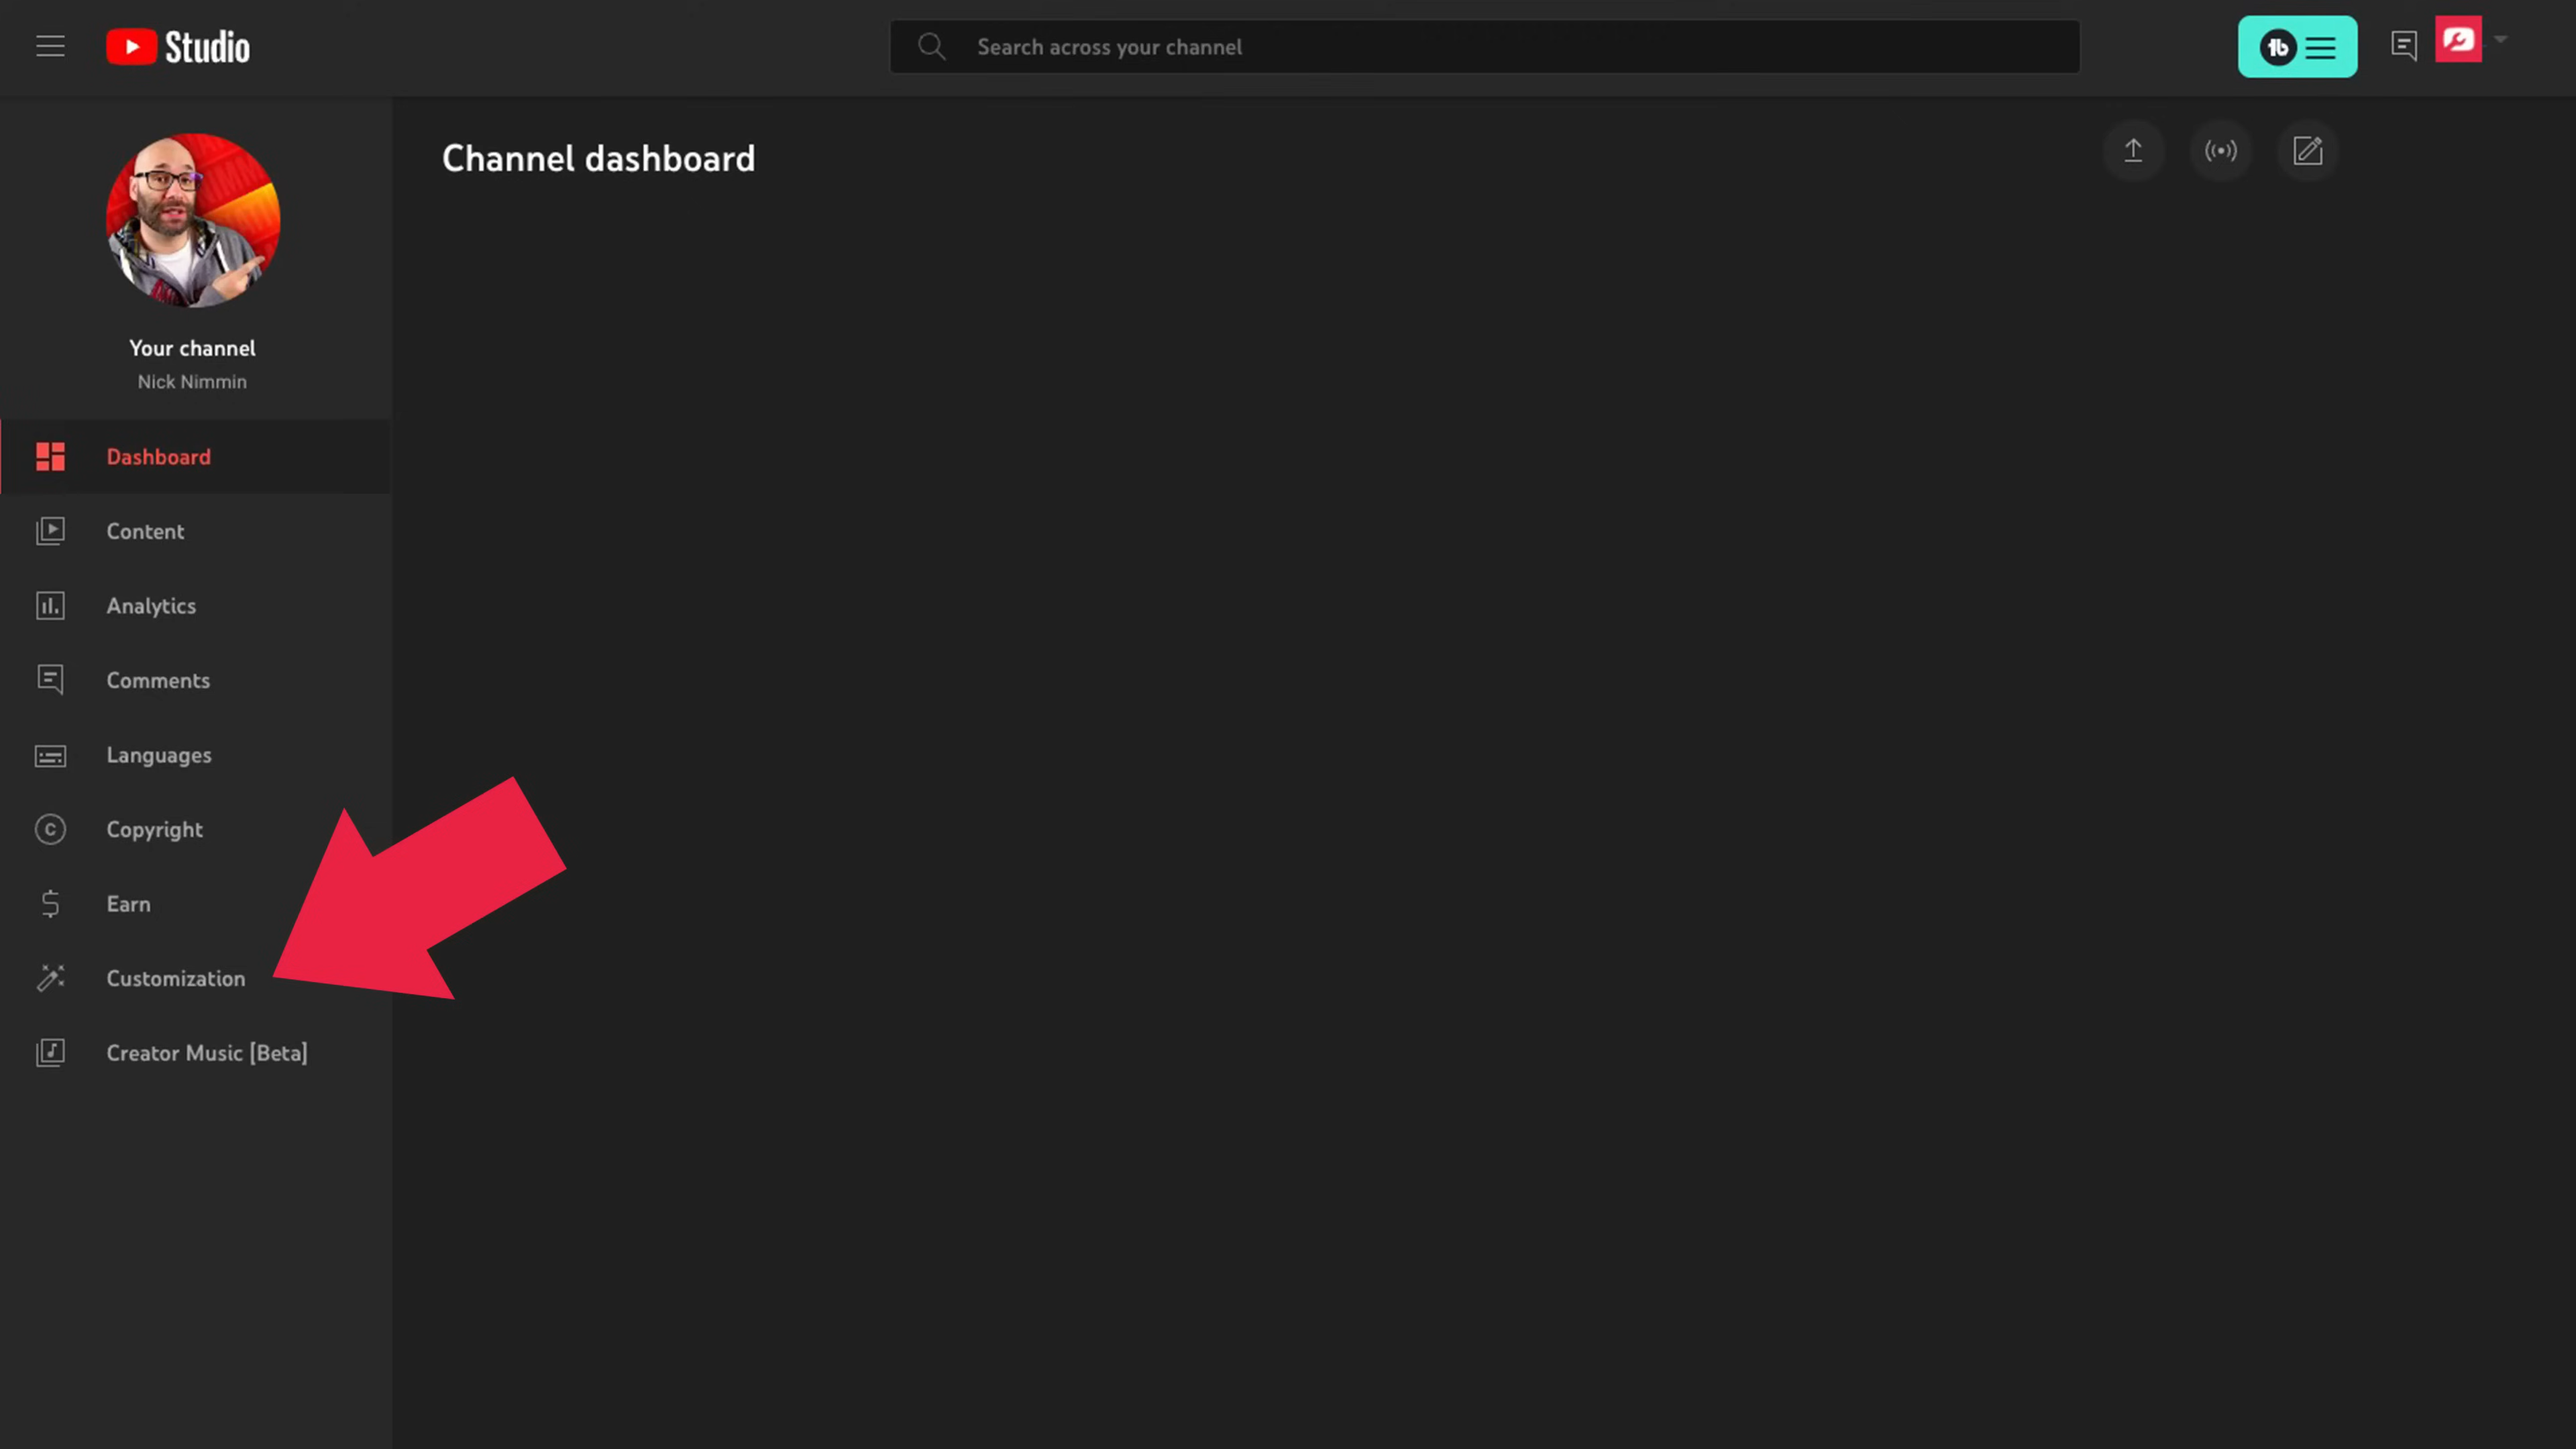 Studio
Search across your channel
tb
Channel dashboard
Your channel
Nick Nimmin
Dashboard
Content
Analytics
Comments
Languages
Copyright
Earn
Customization
Creator Music [Beta]